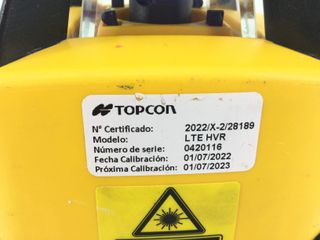 TOPCON
N° Certificado: 2022/X-2/28189
Modelo: LTE HVR
Número de serie: 0420116
Fecha Calibración: 01/07/2022
Próxima Calibración: 01/07/2023